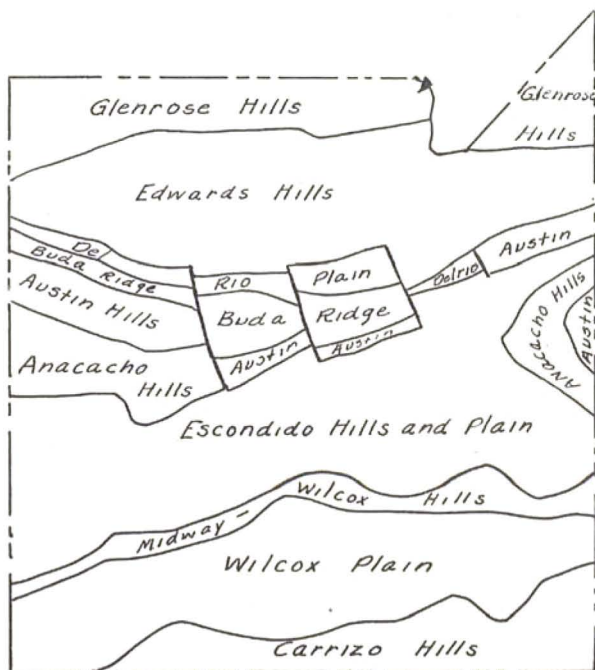 Glenrose Hills
Glenrose
Hills
Edwards Hills
De
Rio
Plain
Delrio
Austin
Buda Ridge
Buda
Ridge
Austin Hills
Austin
Austin
Anacacho
Hills
Anacacho Hills
Austin
Escondido Hills and Plain
Midway - Wilcox Hills
Wilcox Plain
Carrizo Hills